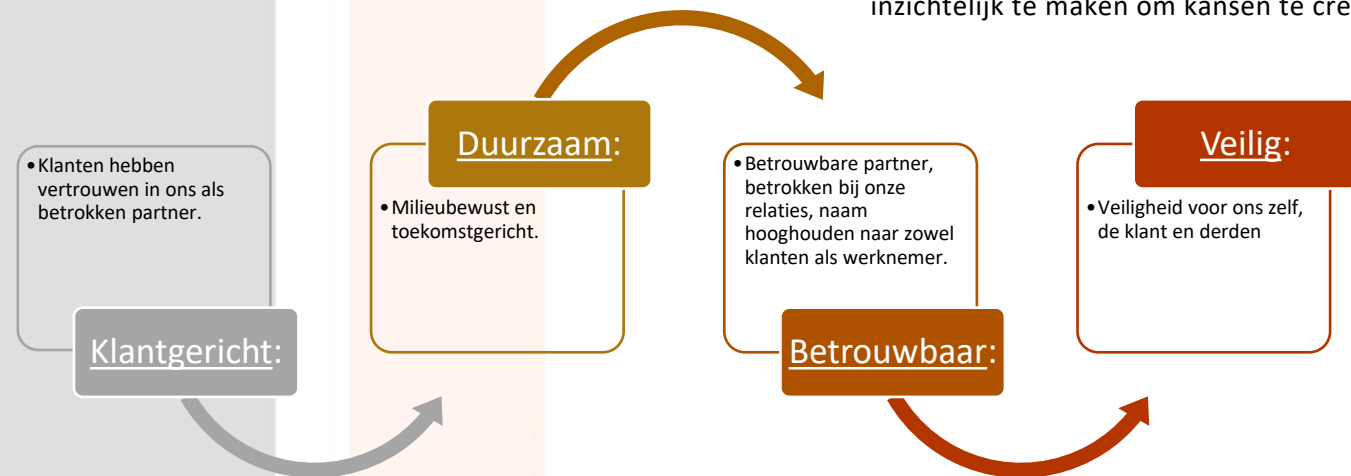 inzichtelijk te maken om kansen te cre
•Klanten hebben
vertrouwen in ons als
betrokken partner.
Klantgericht:
Duurzaam:
•Milieubewust en
toekomstgericht.
•Betrouwbare partner,
betrokken bij onze
relaties, naam
hooghouden naar zowel
klanten als werknemer.
Betrouwbaar:
Veilig:
•Veiligheid voor ons zelf,
de klant en derden